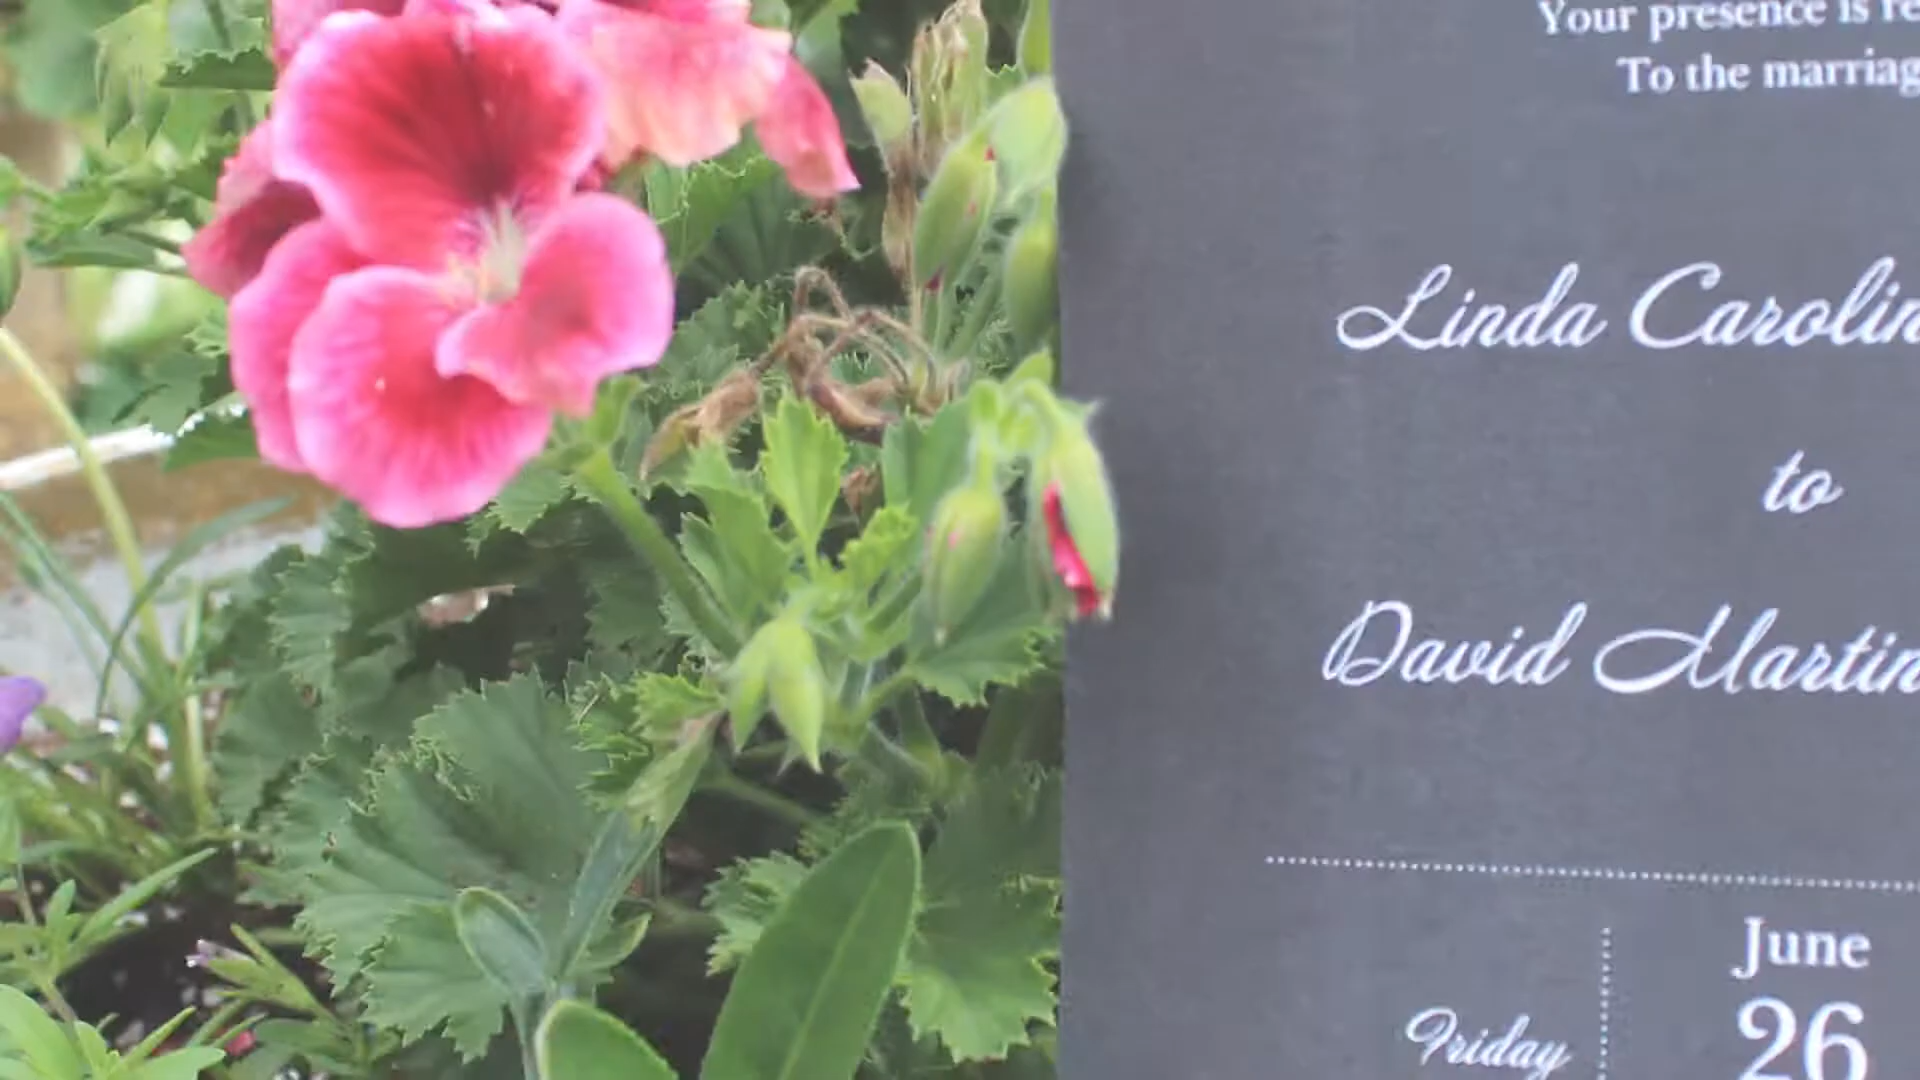 Your presence is re
To the marriag
Linda Carolin
to
David Martin
June
Friday
26